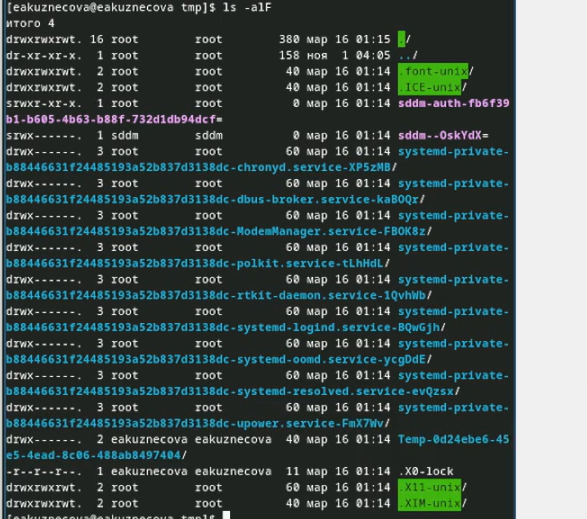 [eakuznecova@eakuznecova tmp]$ ls -alF
итого 4
drwxrwxrwt. 16 root root 380 мар 16 01:15 ./
dr-xr-xr-x. 1 root root 158 ноя 1 04:05 ../
drwxrwxrwt. 2 root root 40 мар 16 01:14 .font-unix/
drwxrwxrwt. 2 root root 40 мар 16 01:14 .ICE-unix/
srwxr-xr-x. 1 root root 0 мар 16 01:14 sddm-auth-fb6f39
b1-b605-4b63-b88f-732d1db94dcf=
srwx------. 1 sddm sddm 0 мар 16 01:14 sddm--OskYdX=
drwx------. 3 root root 60 мар 16 01:14 systemd-private-
b88446631f24485193a52b837d3138dc-chronyd.service-XP5zMB/
drwx------. 3 root root 60 мар 16 01:14 systemd-private-
b88446631f24485193a52b837d3138dc-dbus-broker.service-kaBOQr/
drwx------. 3 root root 60 мар 16 01:14 systemd-private-
b88446631f24485193a52b837d3138dc-ModemManager.service-FBOK8z/
drwx------. 3 root root 60 мар 16 01:14 systemd-private-
b88446631f24485193a52b837d3138dc-polkit.service-tLhHdL/
drwx------. 3 root root 60 мар 16 01:14 systemd-private-
b88446631f24485193a52b837d3138dc-rtkit-daemon.service-1QvhWb/
drwx------. 3 root root 60 мар 16 01:14 systemd-private-
b88446631f24485193a52b837d3138dc-systemd-logind.service-BQwGjh/
drwx------. 3 root root 60 мар 16 01:14 systemd-private-
b88446631f24485193a52b837d3138dc-systemd-oomd.service-ycgDdE/
drwx------. 3 root root 60 мар 16 01:14 systemd-private-
b88446631f24485193a52b837d3138dc-systemd-resolved.service-evQzsx/
drwx------. 3 root root 60 мар 16 01:14 systemd-private-
b88446631f24485193a52b837d3138dc-upower.service-FmX7Wv/
drwx------. 2 eakuznecova eakuznecova 40 мар 16 01:14 Temp-0d24ebe6-45
e5-4ead-8c06-488ab8497404/
-r--r--r--. 1 eakuznecova eakuznecova 11 мар 16 01:14 .X0-lock
drwxrwxrwt. 2 root root 60 мар 16 01:14 .X11-unix/
drwxrwxrwt. 2 root root 40 мар 16 01:14 .XIM-unix/
[eakuznecova@eakuznecova tmp]$